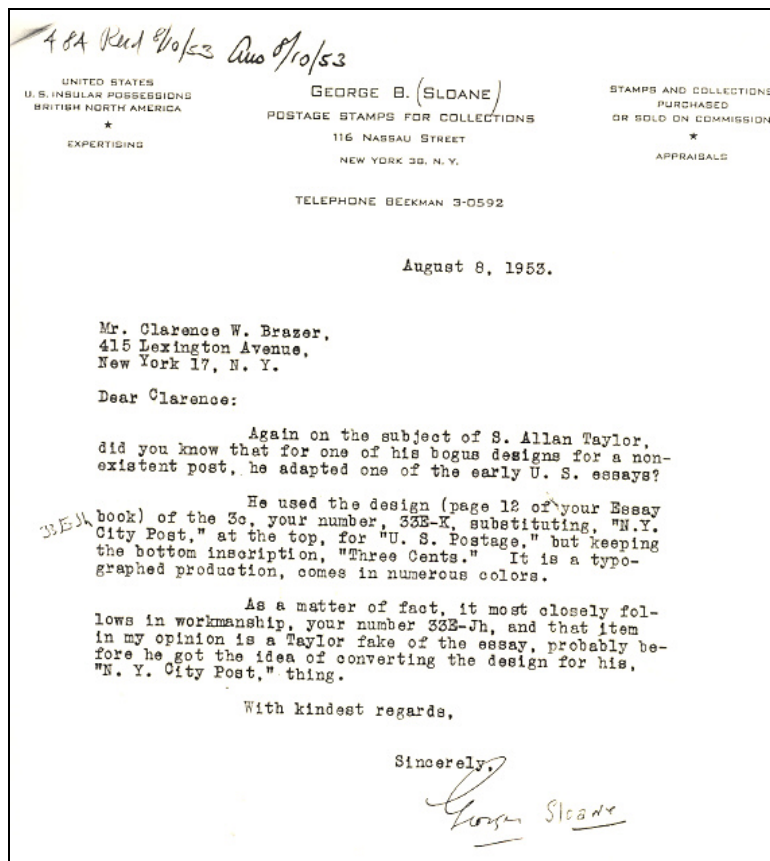 48A Recd 8/10/53 Ans 8/10/53
UNITED STATES
U.S. INSULAR POSSESSIONS
BRITISH NORTH AMERICA
★
EXPERTISING
GEORGE B. (SLOANE)
POSTAGE STAMPS FOR COLLECTIONS
116 NASSAU STREET
NEW YORK 38, N. Y.
TELEPHONE BEEKMAN 3-0592
STAMPS AND COLLECTIONS
PURCHASED
OR SOLD ON COMMISSION
★
APPRAISALS
August 8, 1953.
Mr. Clarence W. Brazer,
415 Lexington Avenue,
New York 17, N. Y.
Dear Clarence:
Again on the subject of S. Allan Taylor,
did you know that for one of his bogus designs for a non-
existent post, he adapted one of the early U. S. essays?
He used the design (page 12 of your Essay
33E-Jh book) of the 3c, your number, 33E-K, substituting, "N.Y.
City Post," at the top, for "U. S. Postage," but keeping
the bottom inscription, "Three Cents." It is a typo-
graphed production, comes in numerous colors.
As a matter of fact, it most closely fol-
lows in workmanship, your number 33E-Jh, and that item
in my opinion is a Taylor fake of the essay, probably be-
fore he got the idea of converting the design for his,
"N. Y. City Post," thing.
With kindest regards,
Sincerely,
George Sloane